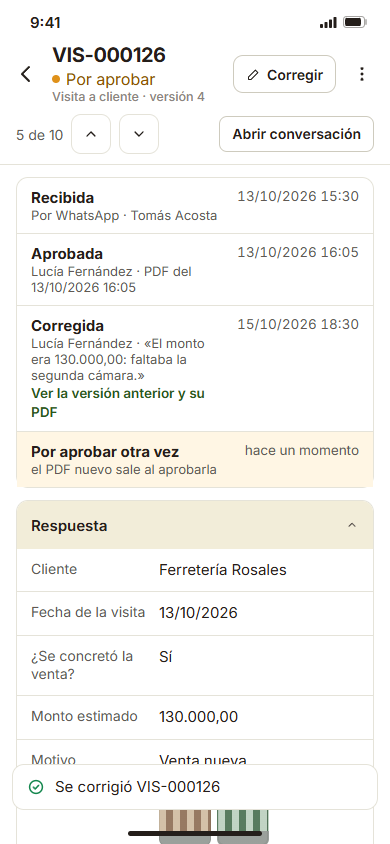 9:41
VIS-000126
Por aprobar
Visita a cliente · versión 4
Corregir
5 de 10
Abrir conversación
Recibida
13/10/2026 15:30
Por WhatsApp · Tomás Acosta
Aprobada
13/10/2026 16:05
Lucía Fernández · PDF del
13/10/2026 16:05
Corregida
15/10/2026 18:30
Lucía Fernández · «El monto
era 130.000,00: faltaba la
segunda cámara.»
Ver la versión anterior y su
PDF
Por aprobar otra vez
hace un momento
el PDF nuevo sale al aprobarla
Respuesta
Cliente
Ferretería Rosales
Fecha de la visita
13/10/2026
¿Se concretó la
venta?
Sí
Monto estimado
130.000,00
Motivo
Venta nueva
Se corrigió VIS-000126